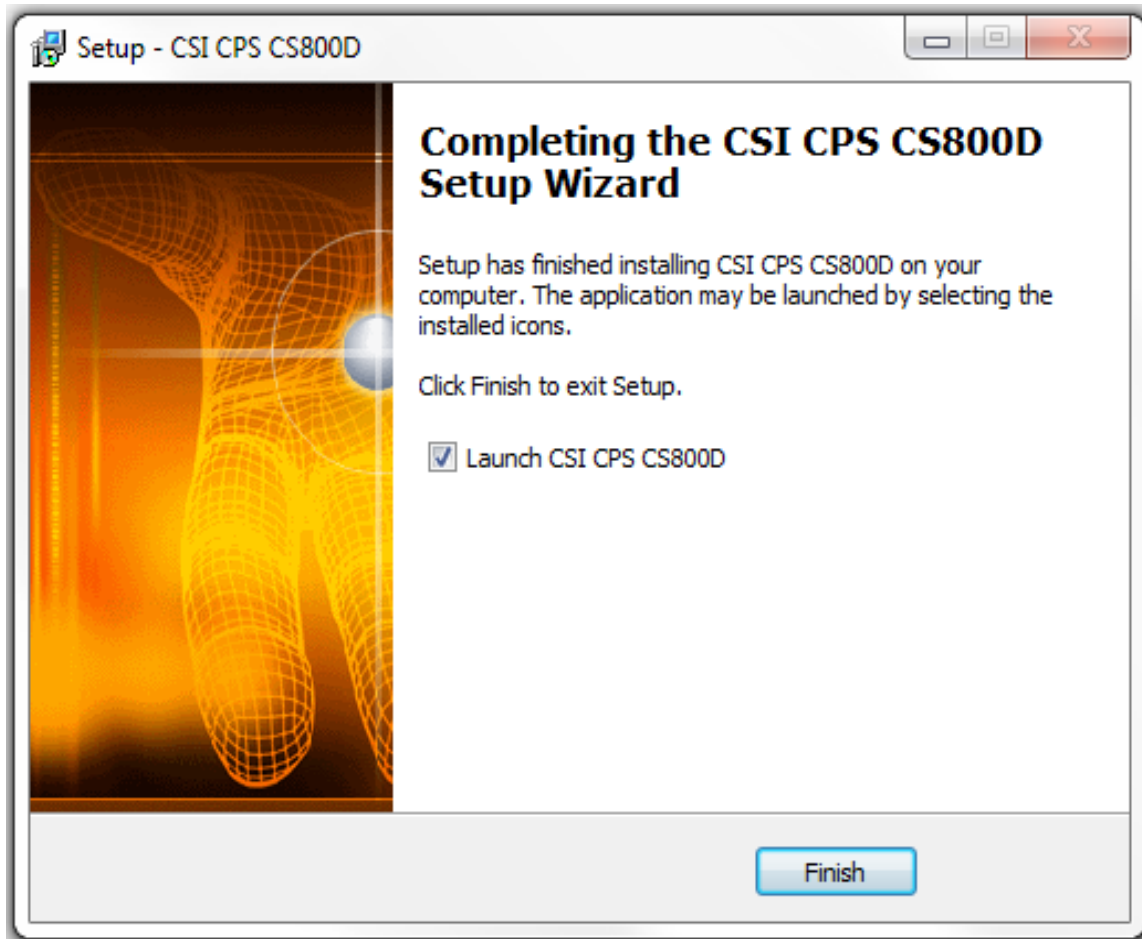 Setup - CSI CPS CS800D
Completing the CSI CPS CS800D
Setup Wizard
Setup has finished installing CSI CPS CS800D on your
computer. The application may be launched by selecting the
installed icons.
Click Finish to exit Setup.
Launch CSI CPS CS800D
Finish